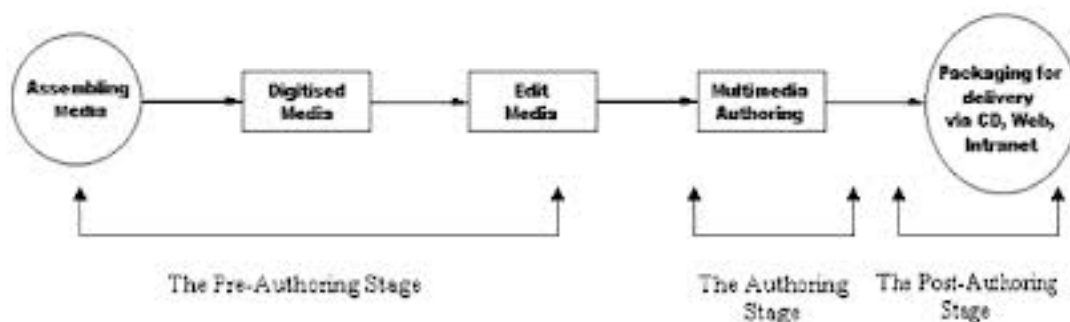 Assembling
Media
Digitised
Media
Edit
Media
Multimedia
Authoring
Packaging for
delivery
via CD, Web,
Intranet
The Pre-Authoring Stage
The Authoring
Stage
The Post-Authoring
Stage